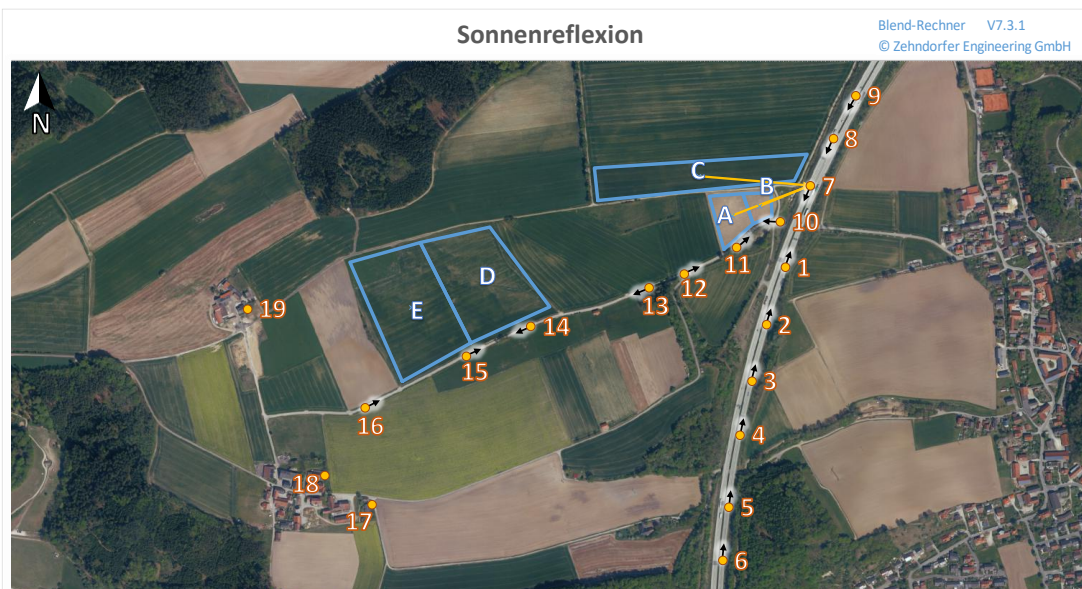 Sonnenreflexion
Blend-Rechner V7.3.1
© Zehndorfer Engineering GmbH
N
9
8
C
B
7
A
10
11
1
12
13
D
19
E
14
2
15
3
16
4
18
17
5
6